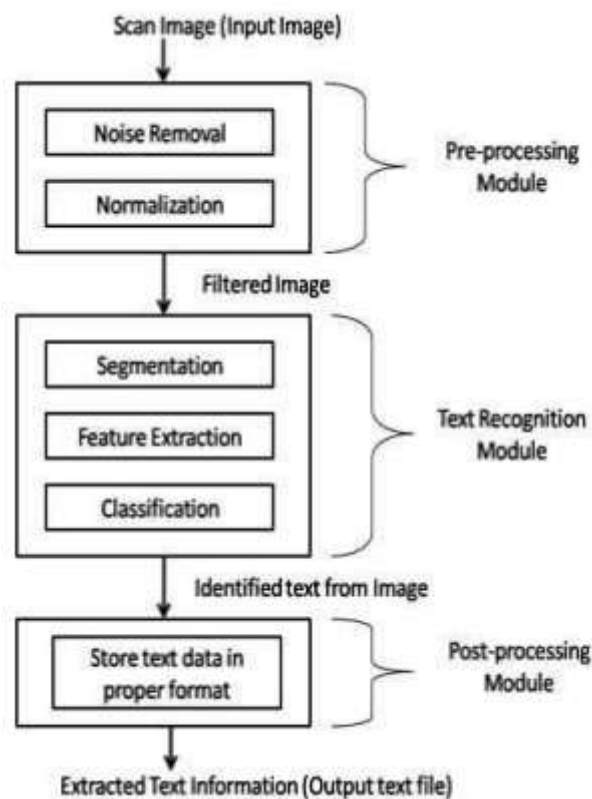 Scan Image (Input Image)
Noise Removal
Normalization
Pre-processing
Module
Filtered Image
Segmentation
Feature Extraction
Classification
Text Recognition
Module
Identified text from Image
Store text data in
proper format
Post-processing
Module
Extracted Text Information (Output text file)